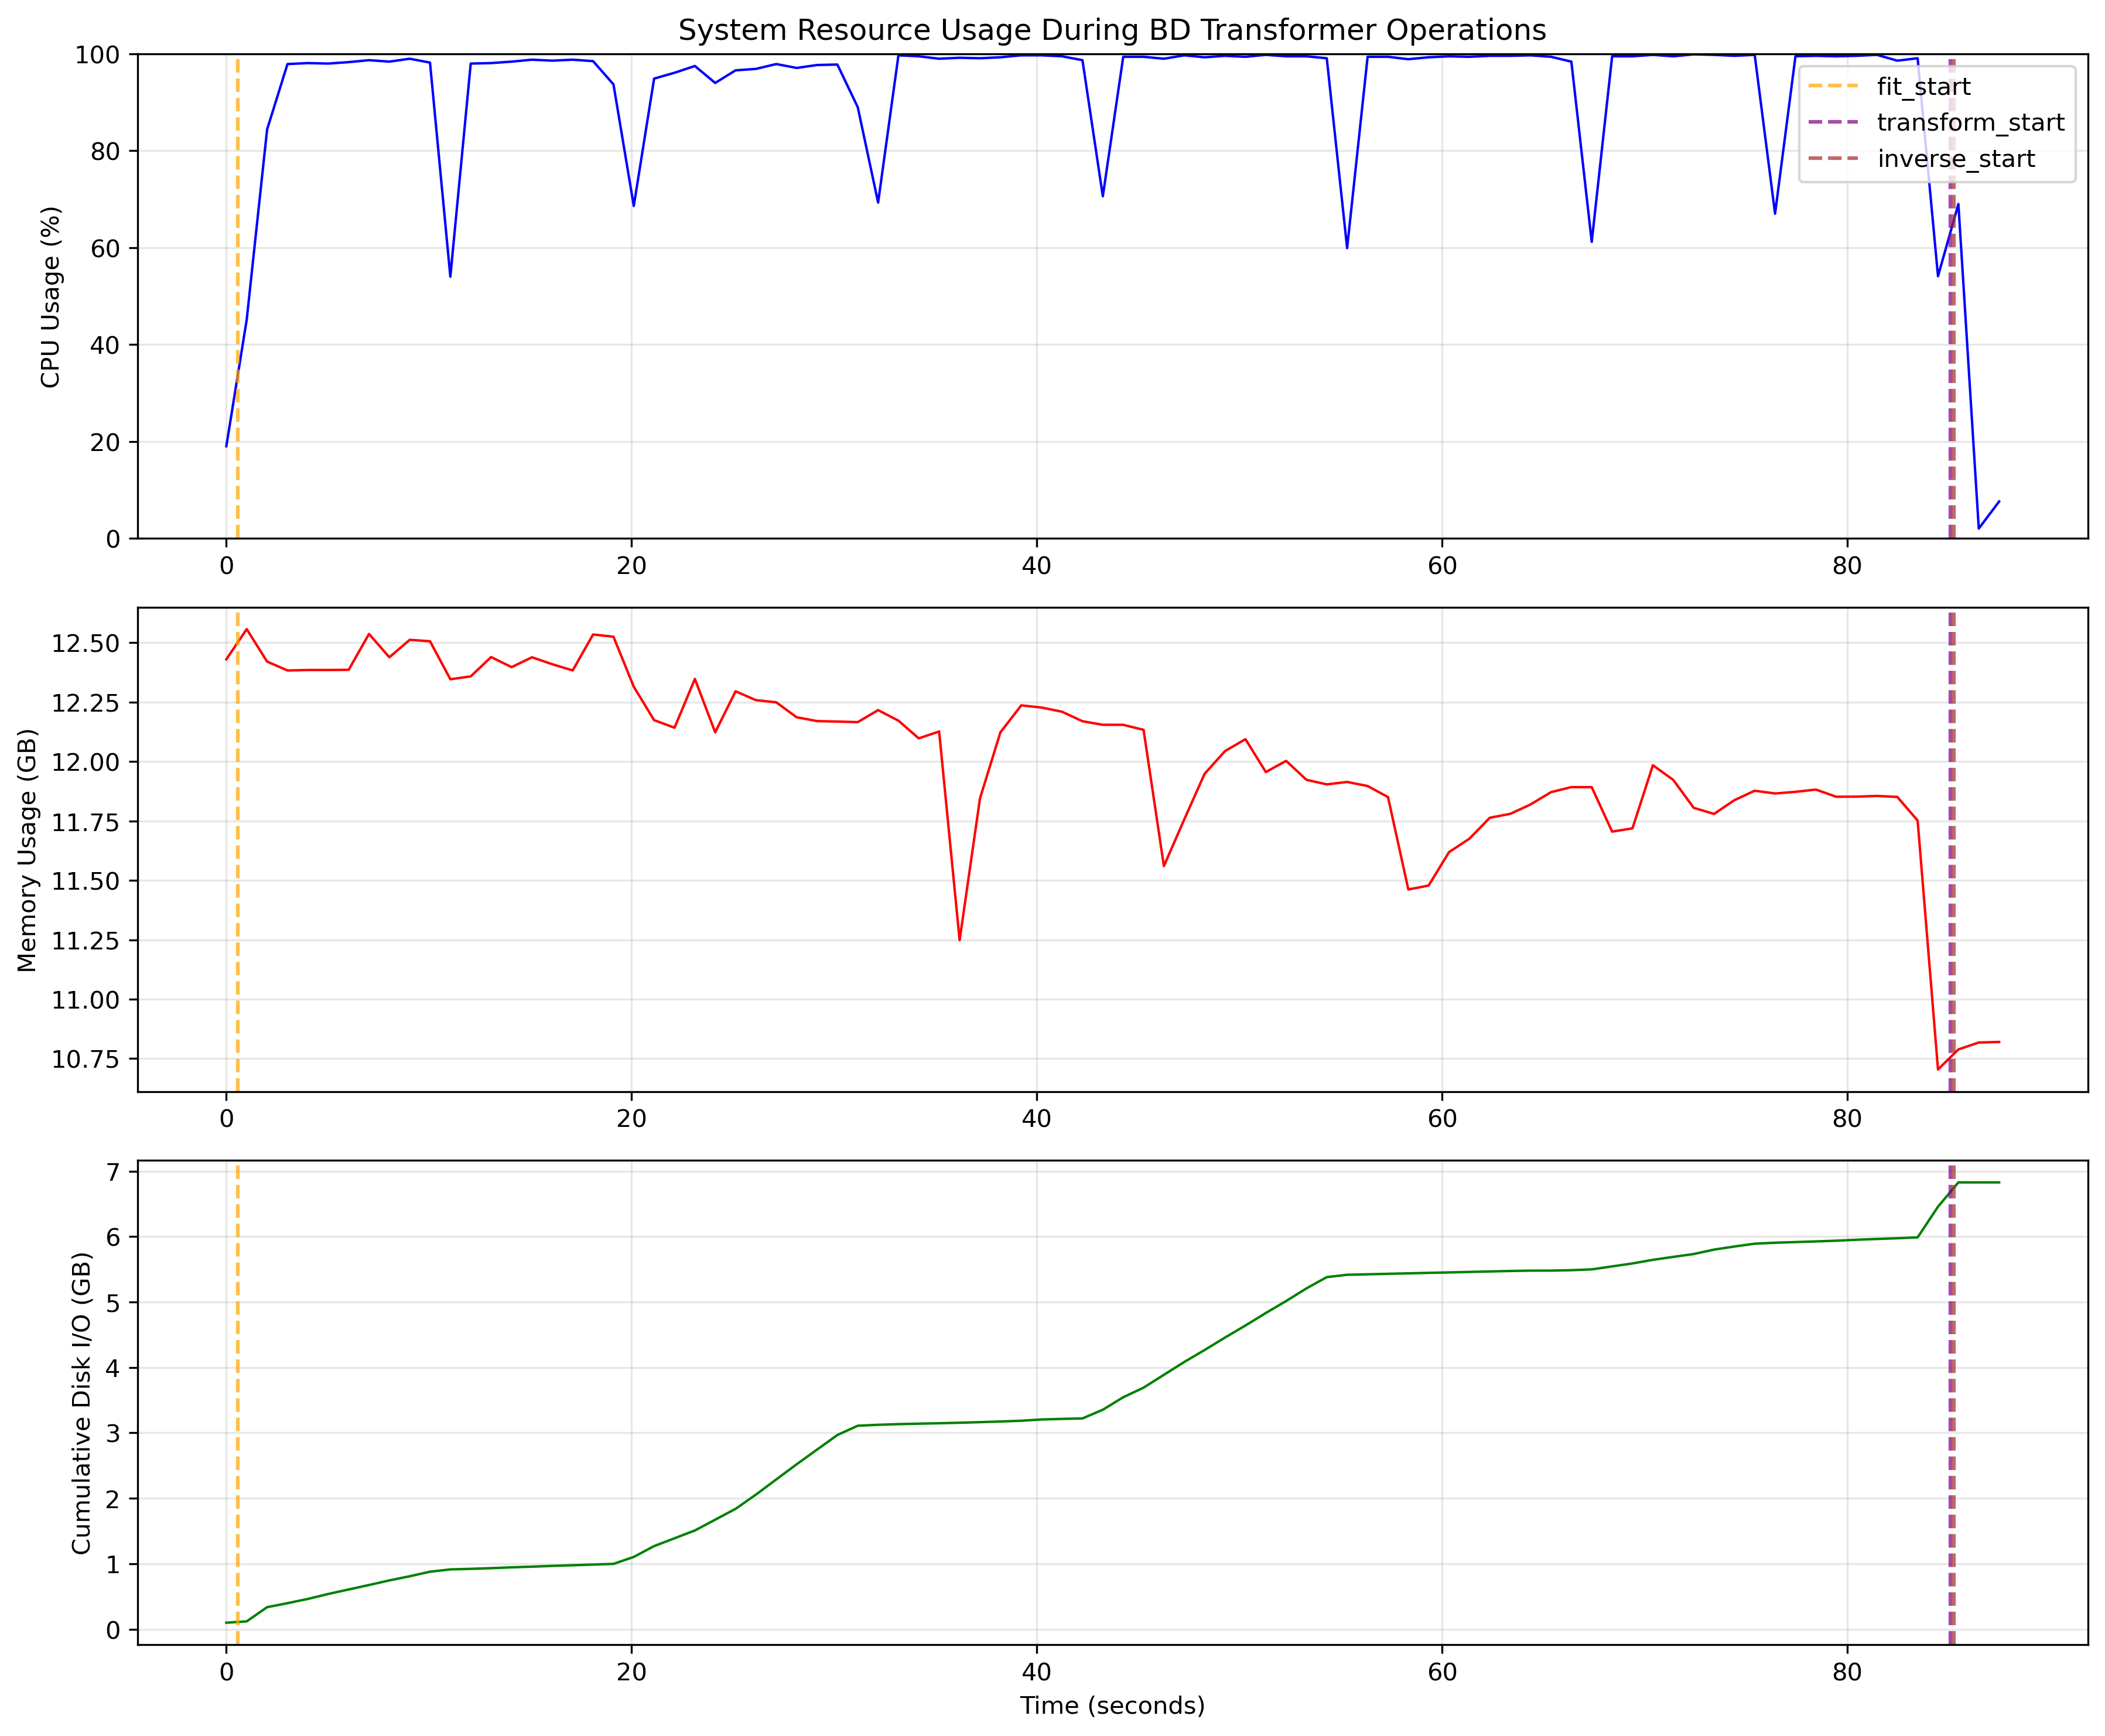 System Resource Usage During BD Transformer Operations
100
80
60
40
20
0
CPU Usage (%)
fit_start
transform_start
inverse_start
0 20 40 60 80
12.50
12.25
12.00
11.75
11.50
11.25
11.00
10.75
Memory Usage (GB)
0 20 40 60 80
7
6
5
4
3
2
1
0
Cumulative Disk I/O (GB)
0 20 40 60 80
Time (seconds)